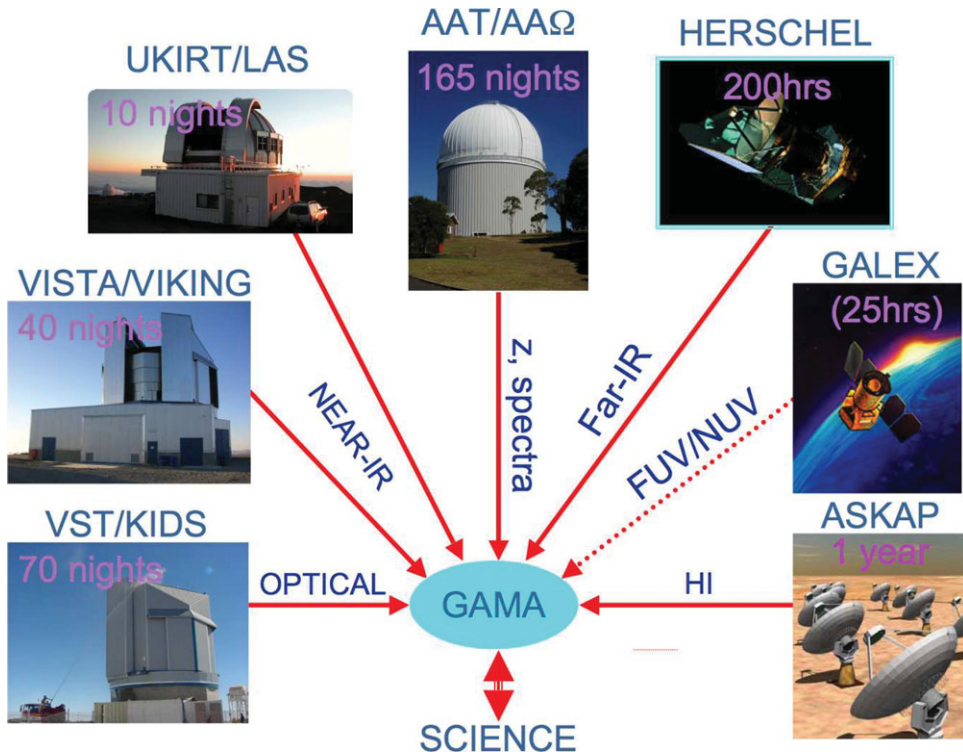 AAT/AAΩ
165 nights
HERSCHEL
200hrs
UKIRT/LAS
10 nights
VISTA/VIKING
40 nights
GALEX
(25hrs)
NEAR-IR
z, spectra
Far-IR
FUV/NUV
VST/KIDS
70 nights
OPTICAL
GAMA
HI
ASKAP
1 year
SCIENCE